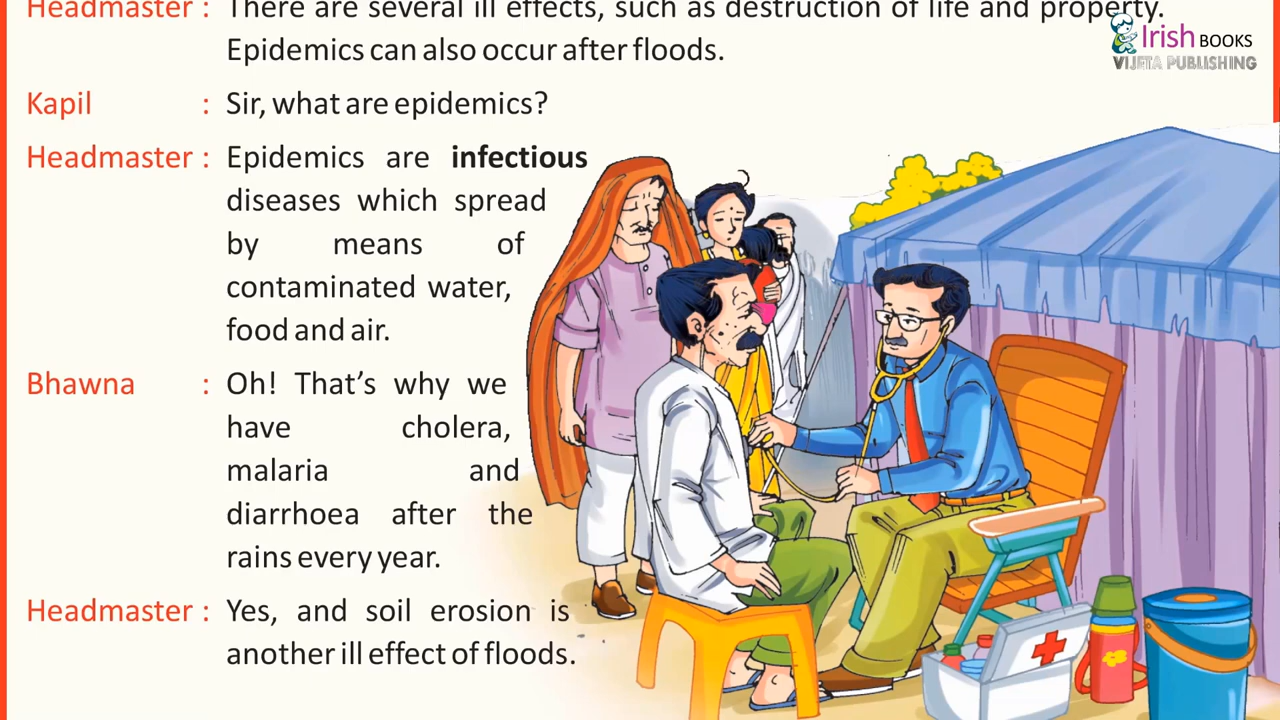 Headmaster : There are several ill effects, such as destruction of life and property.
Epidemics can also occur after floods.
Irish BOOKS
VIJETA PUBLISHING
Kapil : Sir, what are epidemics?
Headmaster : Epidemics are infectious
diseases which spread
by means of
contaminated water,
food and air.
Bhawna : Oh! That's why we
have cholera,
malaria and
diarrhoea after the
rains every year.
Headmaster : Yes, and soil erosion is
another ill effect of floods.